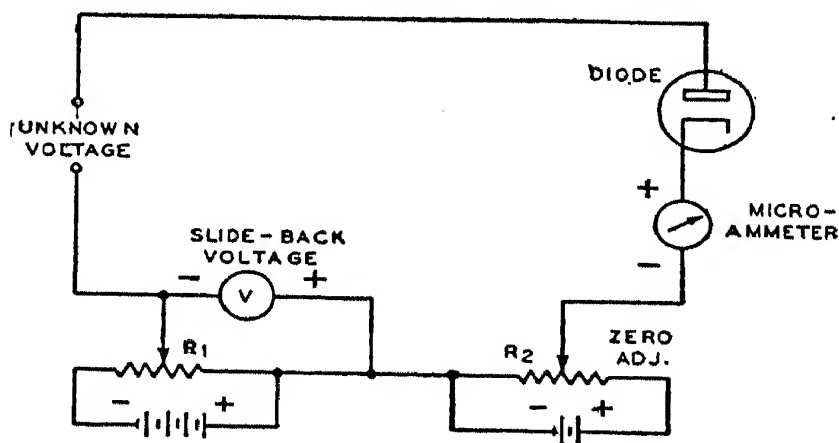 DIODE
UNKNOWN
VOLTAGE
+
MICRO-
AMMETER
-
SLIDE-BACK
VOLTAGE
- +
V
R1
R2
ZERO
ADJ.
- +
- +